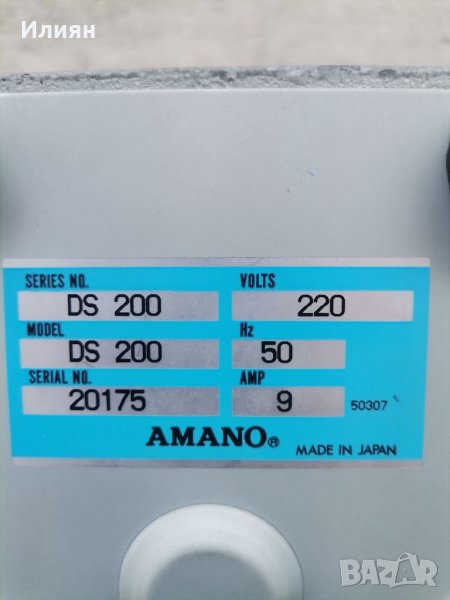 Илиян
SERIES NO. VOLTS
DS 200 220
MODEL Hz
DS 200 50
SERIAL NO. AMP
20175 9 50307
AMANO® MADE IN JAPAN
BAZAR